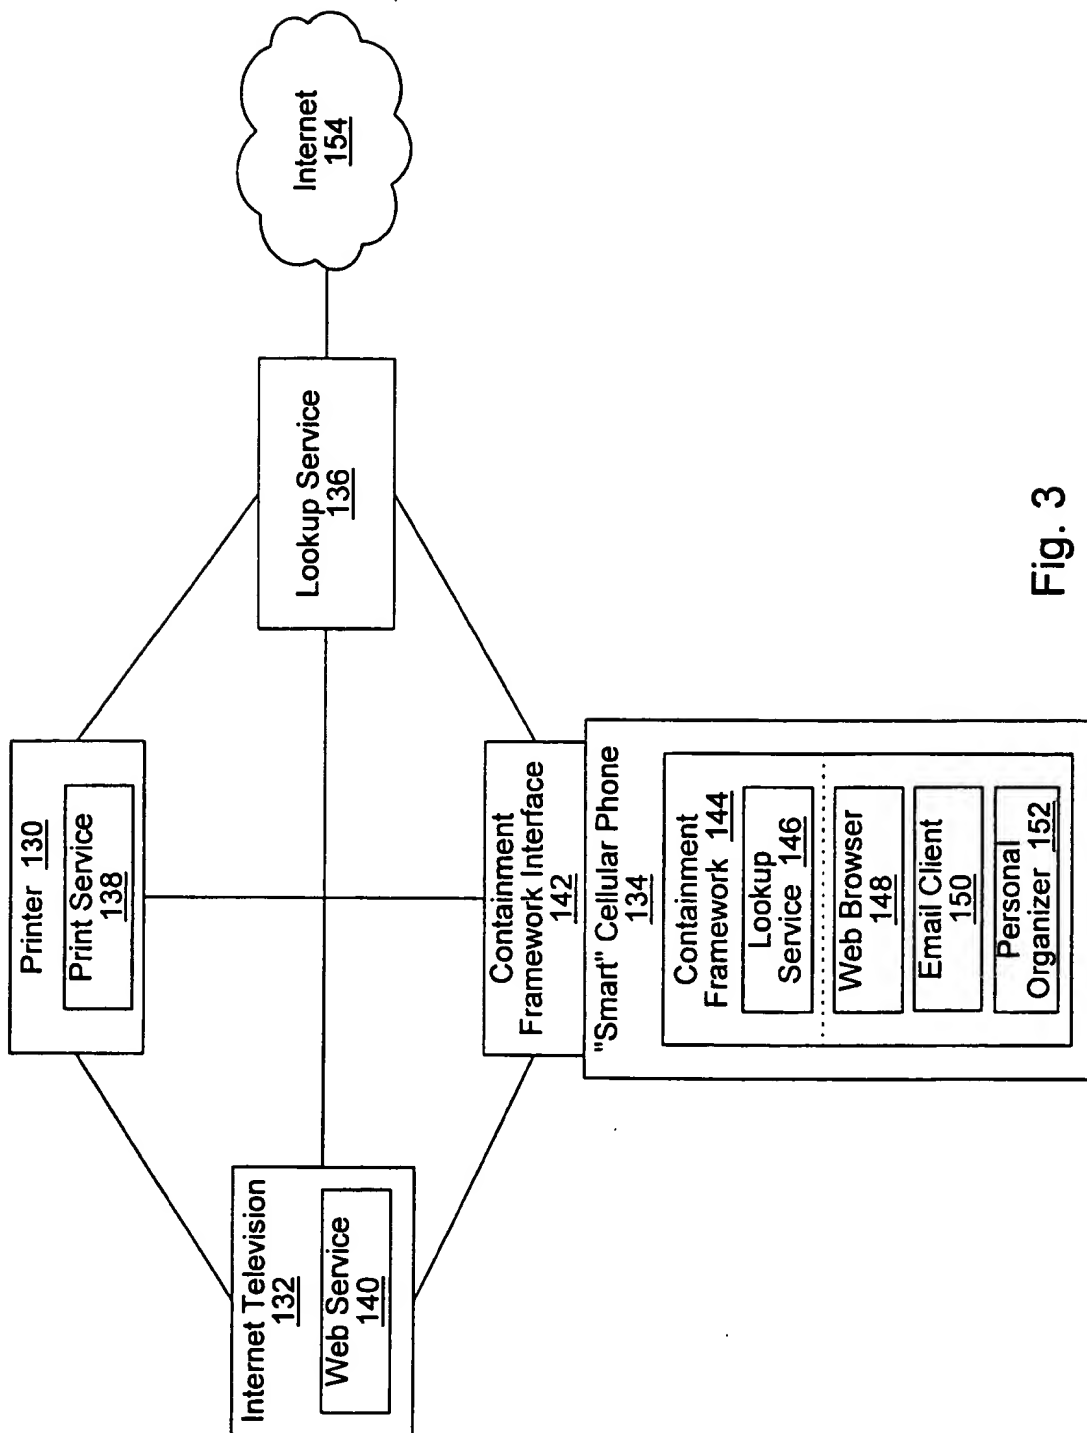 Printer 130
Print Service
138
Internet Television
132
Web Service
140
Lookup Service
136
Internet
154
Containment
Framework Interface
142
"Smart" Cellular Phone
134
Containment
Framework 144
Lookup
Service 146
Web Browser
148
Email Client
150
Personal
Organizer 152
Fig. 3